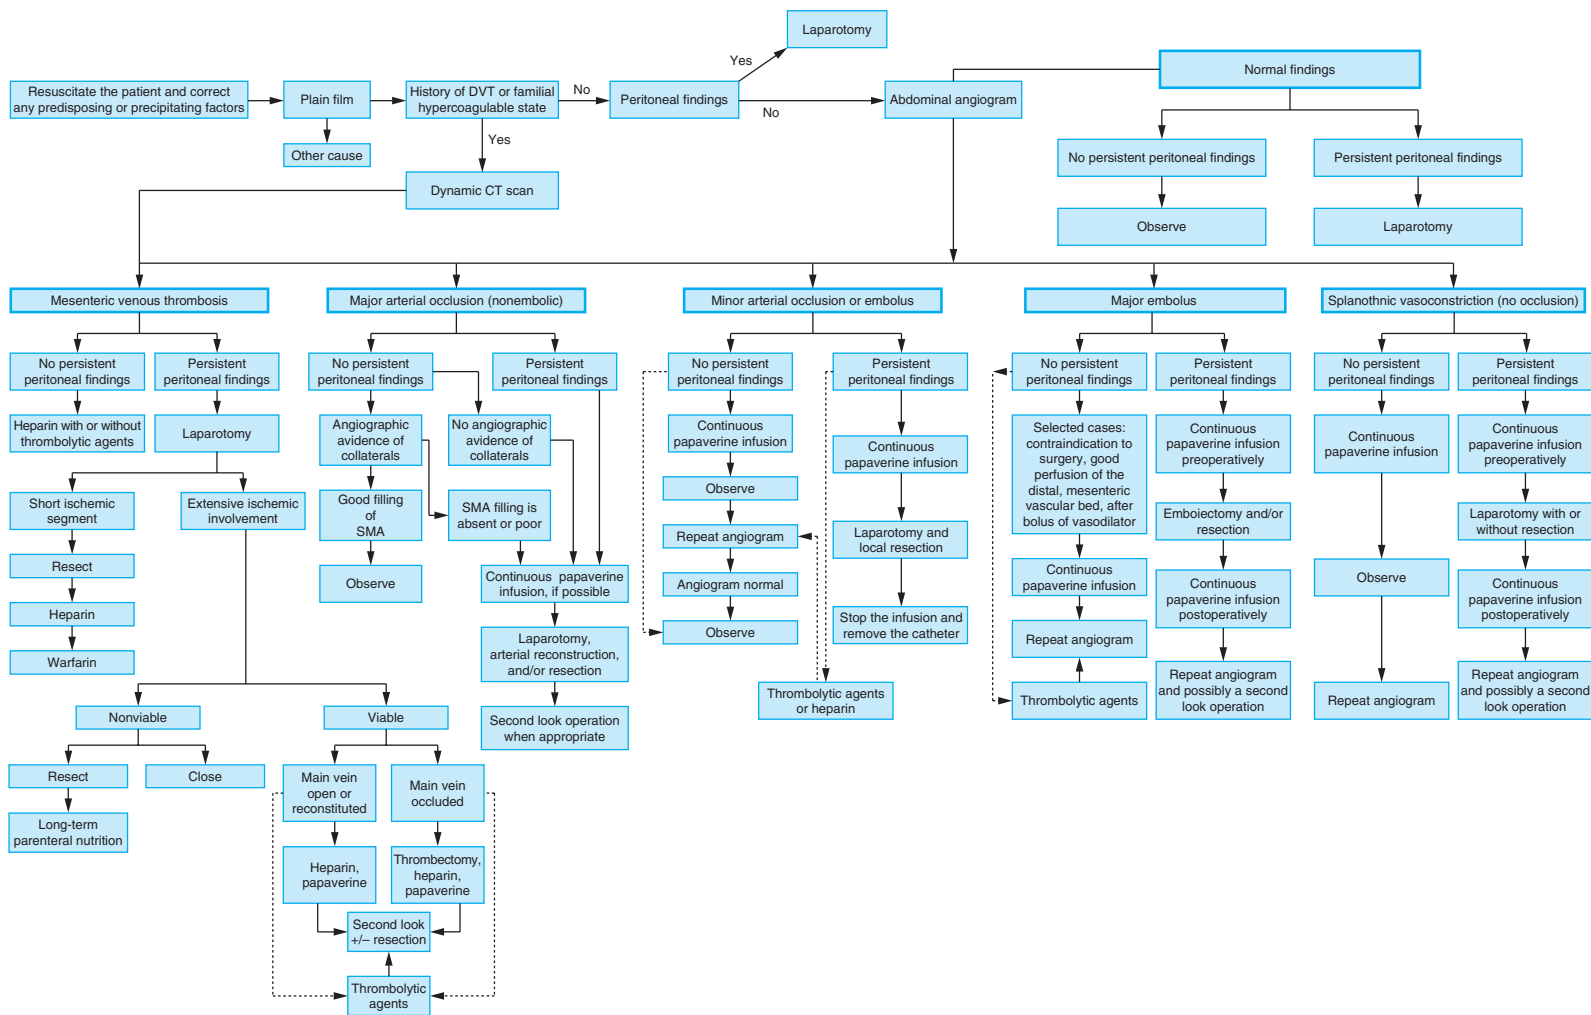 Laparotomy
Yes
Normal findings
Resuscitate the patient and correct
any predisposing or precipitating factors
Plain film
History of DVT or familial
hypercoagulable state
No
Peritoneal findings
No
Abdominal angiogram
Other cause
Yes
No persistent peritoneal findings
Persistent peritoneal findings
Dynamic CT scan
Observe
Laparotomy
Mesenteric venous thrombosis
Major arterial occlusion (nonembolic)
Minor arterial occlusion or embolus
Major embolus
Splanothnic vasoconstriction (no occlusion)
No persistent
peritoneal findings
Persistent
peritoneal findings
Heparin with or without
thrombolytic agents
Laparotomy
Short ischemic
segment
Extensive ischemic
involvement
Resect
Heparin
Warfarin
Nonviable
Viable
Resect
Close
Long-term
parenteral nutrition
Main vein
open or
reconstituted
Main vein
occluded
Heparin,
papaverine
Thrombectomy,
heparin,
papaverine
Second look
+/– resection
Thrombolytic
agents
No persistent
peritoneal findings
Persistent
peritoneal findings
Angiographic
evidence of
collaterals
No angiographic
evidence of
collaterals
Good filling
of
SMA
SMA filling is
absent or poor
Observe
Continuous papaverine
infusion, if possible
Laparotomy,
arterial reconstruction,
and/or resection
Second look operation
when appropriate
No persistent
peritoneal findings
Persistent
peritoneal findings
Continuous
papaverine infusion
Observe
Repeat angiogram
Angiogram normal
Observe
Continuous
papaverine infusion
Laparotomy and
local resection
Stop the infusion and
remove the catheter
Thrombolytic agents
or heparin
No persistent
peritoneal findings
Persistent
peritoneal findings
Selected cases:
contraindication to
surgery, good
perfusion of the
distal, mesenteric
vascular bed, after
bolus of vasodilator
Continuous
papaverine infusion
Repeat angiogram
Thrombolytic agents
Continuous
papaverine infusion
preoperatively
Emboiectomy and/or
resection
Continuous
papaverine infusion
postoperatively
Repeat angiogram
and possibly a second
look operation
No persistent
peritoneal findings
Persistent
peritoneal findings
Continuous
papaverine infusion
Observe
Repeat angiogram
Continuous
papaverine infusion
preoperatively
Laparotomy with or
without resection
Continuous
papaverine infusion
postoperatively
Repeat angiogram
and possibly a second
look operation